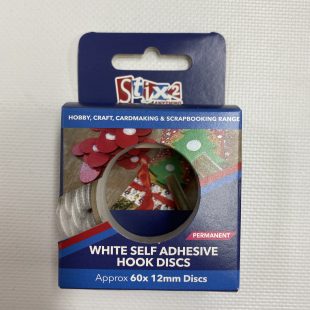 Stix2
HOBBY, CRAFT, CARDMAKING & SCRAPBOOKING RANGE
PERMANENT
WHITE SELF ADHESIVE
HOOK DISCS
Approx 60x 12mm Discs